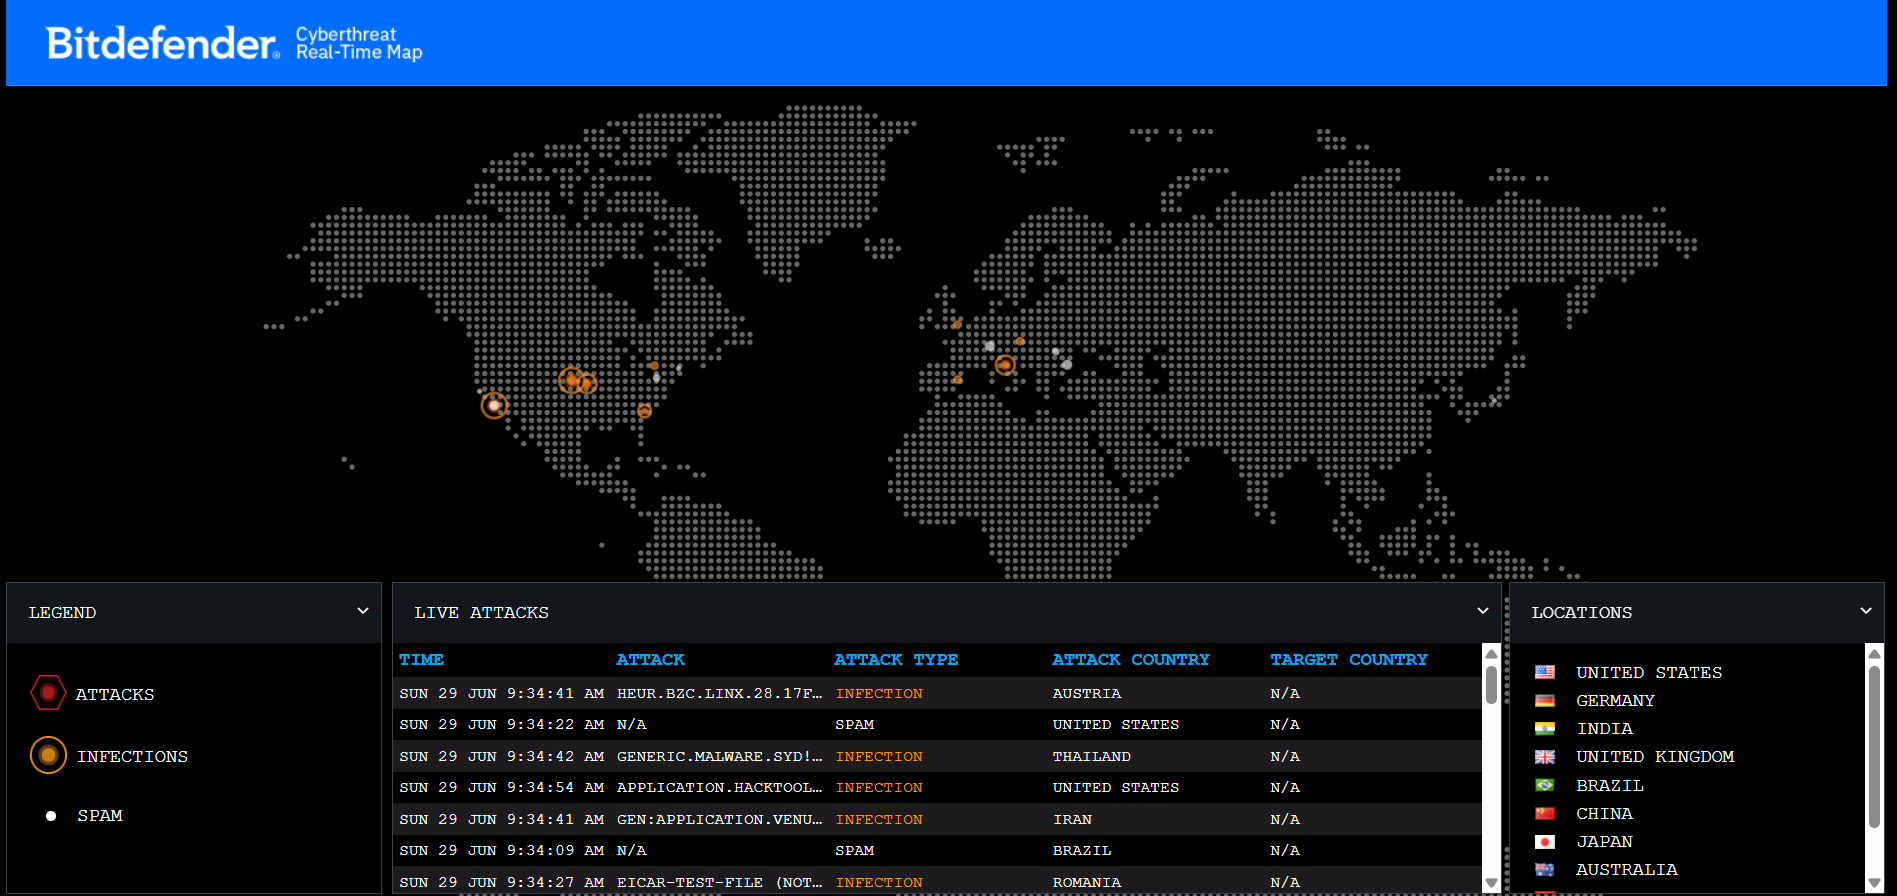 Bitdefender®
Cyberthreat
Real-Time Map
LEGEND
ATTACKS
INFECTIONS
SPAM
LIVE ATTACKS
TIME ATTACK ATTACK TYPE ATTACK COUNTRY TARGET COUNTRY
SUN 29 JUN 9:34:41 AM HEUR.BZC.LINX.28.17F… INFECTION AUSTRIA N/A
SUN 29 JUN 9:34:22 AM N/A SPAM UNITED STATES N/A
SUN 29 JUN 9:34:42 AM GENERIC.MALWARE.SYD!… INFECTION THAILAND N/A
SUN 29 JUN 9:34:54 AM APPLICATION.HACKTOOL… INFECTION UNITED STATES N/A
SUN 29 JUN 9:34:41 AM GEN:APPLICATION.VENU… INFECTION IRAN N/A
SUN 29 JUN 9:34:09 AM N/A SPAM BRAZIL N/A
SUN 29 JUN 9:34:27 AM EICAR-TEST-FILE (NOT… INFECTION ROMANIA N/A
LOCATIONS
UNITED STATES
GERMANY
INDIA
UNITED KINGDOM
BRAZIL
CHINA
JAPAN
AUSTRALIA